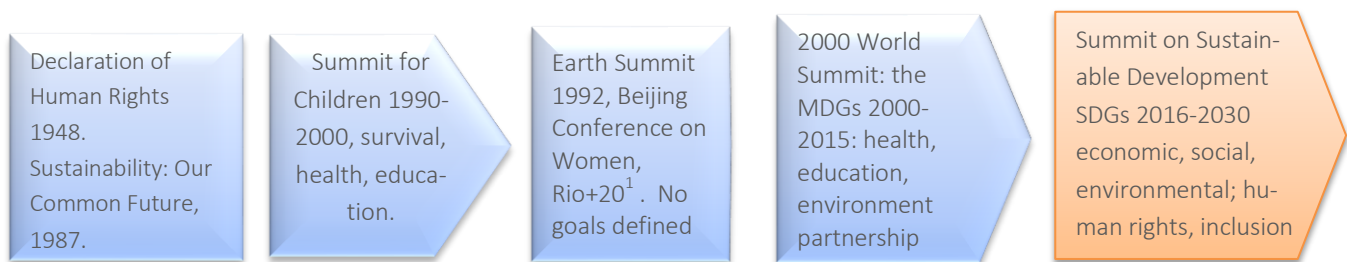 Declaration of
Human Rights
1948.
Sustainability: Our
Common Future,
1987.
Summit for
Children 1990-
2000, survival,
health, educa-
tion.
Earth Summit
1992, Beijing
Conference on
Women,
Rio+20¹ . No
goals defined
2000 World
Summit: the
MDGs 2000-
2015: health,
education,
environment
partnership
Summit on Sustain-
able Development
SDGs 2016-2030
economic, social,
environmental; hu-
man rights, inclusion